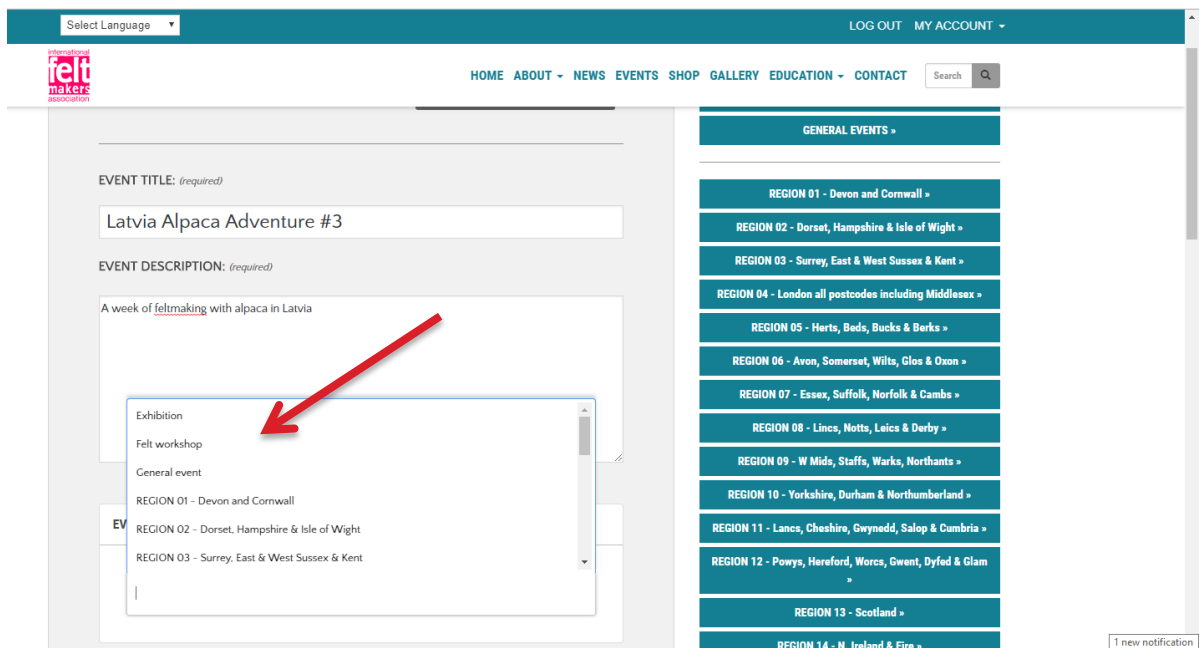 Select Language ▼
LOG OUT MY ACCOUNT
international
felt
makers
association
HOME ABOUT NEWS EVENTS SHOP GALLERY EDUCATION CONTACT Search
GENERAL EVENTS »
EVENT TITLE: (required)
Latvia Alpaca Adventure #3
EVENT DESCRIPTION: (required)
A week of feltmaking with alpaca in Latvia
Exhibition
Felt workshop
General event
REGION 01 - Devon and Cornwall
EV
REGION 02 - Dorset, Hampshire & Isle of Wight
REGION 03 - Surrey, East & West Sussex & Kent
REGION 01 - Devon and Cornwall »
REGION 02 - Dorset, Hampshire & Isle of Wight »
REGION 03 - Surrey, East & West Sussex & Kent »
REGION 04 - London all postcodes including Middlesex »
REGION 05 - Herts, Beds, Bucks & Berks »
REGION 06 - Avon, Somerset, Wilts, Glos & Oxon »
REGION 07 - Essex, Suffolk, Norfolk & Cambs »
REGION 08 - Lincs, Notts, Leics & Derby »
REGION 09 - W Mids, Staffs, Warks, Northants »
REGION 10 - Yorkshire, Durham & Northumberland »
REGION 11 - Lancs, Cheshire, Gwynedd, Salop & Cumbria »
REGION 12 - Powys, Hereford, Worcs, Gwent, Dyfed & Glam
»
REGION 13 - Scotland »
REGION 14 - N. Ireland & Eire »
1 new notification